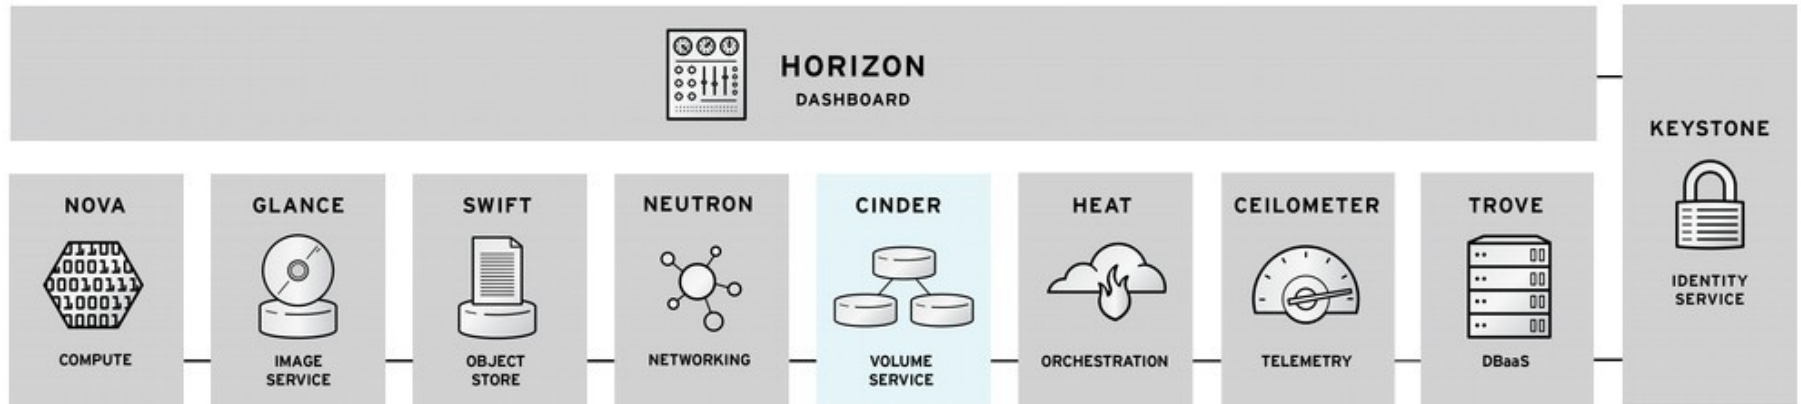 HORIZON
DASHBOARD
KEYSTONE
IDENTITY
SERVICE
NOVA
COMPUTE
GLANCE
IMAGE
SERVICE
SWIFT
OBJECT
STORE
NEUTRON
NETWORKING
CINDER
VOLUME
SERVICE
HEAT
ORCHESTRATION
CEILOMETER
TELEMETRY
TROVE
DBaaS